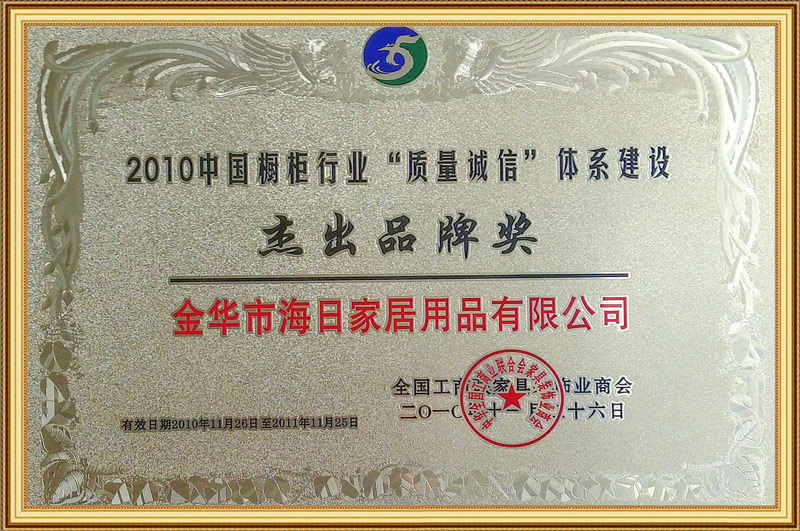 2010中国橱柜行业“质量诚信”体系建设
杰出品牌奖
金华市海日家居用品有限公司
全国工商 家具 饰业商会
二〇一〇 十一月 十六日
有效日期2010年11月26日至2011年11月25日